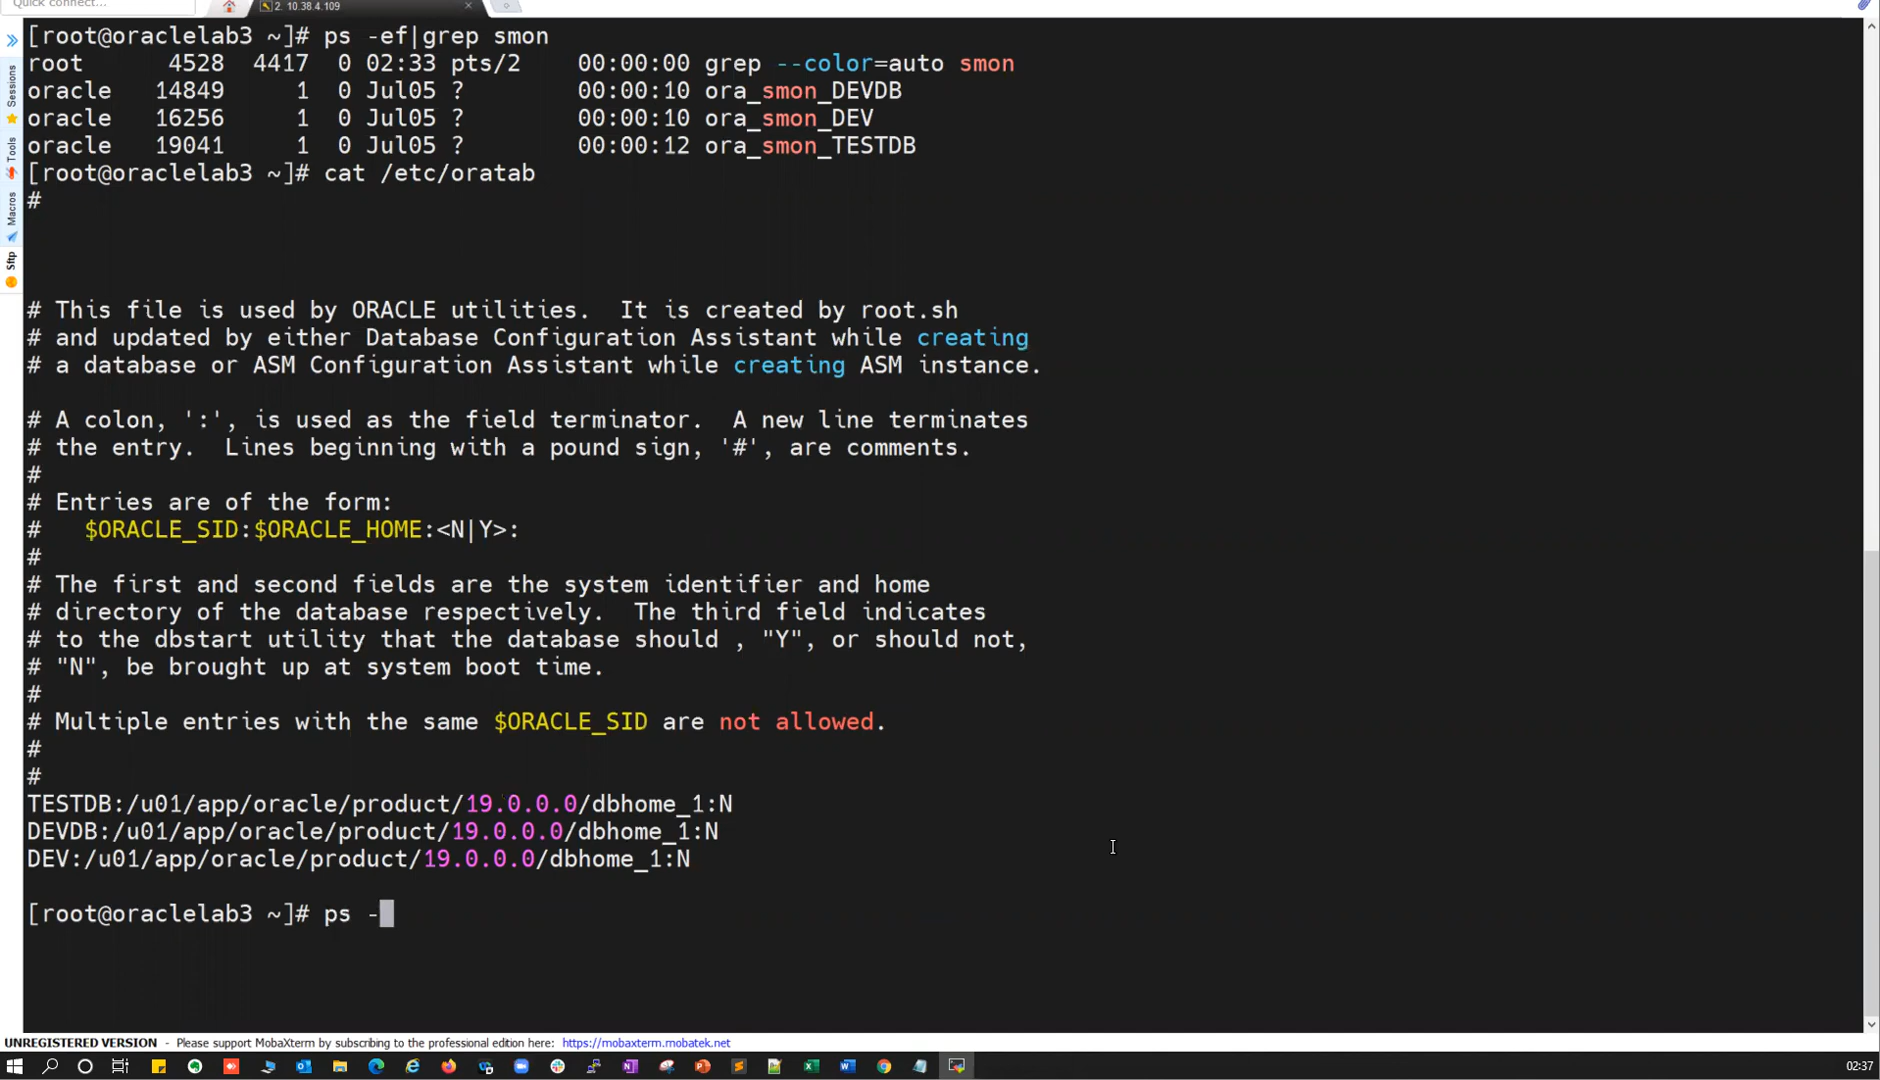 Quick connect...
2. 10.38.4.109
[root@oraclelab3 ~]# ps -ef|grep smon
root 4528 4417 0 02:33 pts/2 00:00:00 grep --color=auto smon
oracle 14849 1 0 Jul05 ? 00:00:10 ora_smon_DEVDB
oracle 16256 1 0 Jul05 ? 00:00:10 ora_smon_DEV
oracle 19041 1 0 Jul05 ? 00:00:12 ora_smon_TESTDB
[root@oraclelab3 ~]# cat /etc/oratab
#
# This file is used by ORACLE utilities.  It is created by root.sh
# and updated by either Database Configuration Assistant while creating
# a database or ASM Configuration Assistant while creating ASM instance.
# A colon, ':', is used as the field terminator.  A new line terminates
# the entry.  Lines beginning with a pound sign, '#', are comments.
#
# Entries are of the form:
#   $ORACLE_SID:$ORACLE_HOME:<N|Y>:
#
# The first and second fields are the system identifier and home
# directory of the database respectively.  The third field indicates
# to the dbstart utility that the database should , "Y", or should not,
# "N", be brought up at system boot time.
#
# Multiple entries with the same $ORACLE_SID are not allowed.
#
#
TESTDB:/u01/app/oracle/product/19.0.0.0/dbhome_1:N
DEVDB:/u01/app/oracle/product/19.0.0.0/dbhome_1:N
DEV:/u01/app/oracle/product/19.0.0.0/dbhome_1:N
[root@oraclelab3 ~]# ps -
Sessions
Tools
Macros
Sftp
UNREGISTERED VERSION - Please support MobaXterm by subscribing to the professional edition here: https://mobaxterm.mobatek.net
02:37